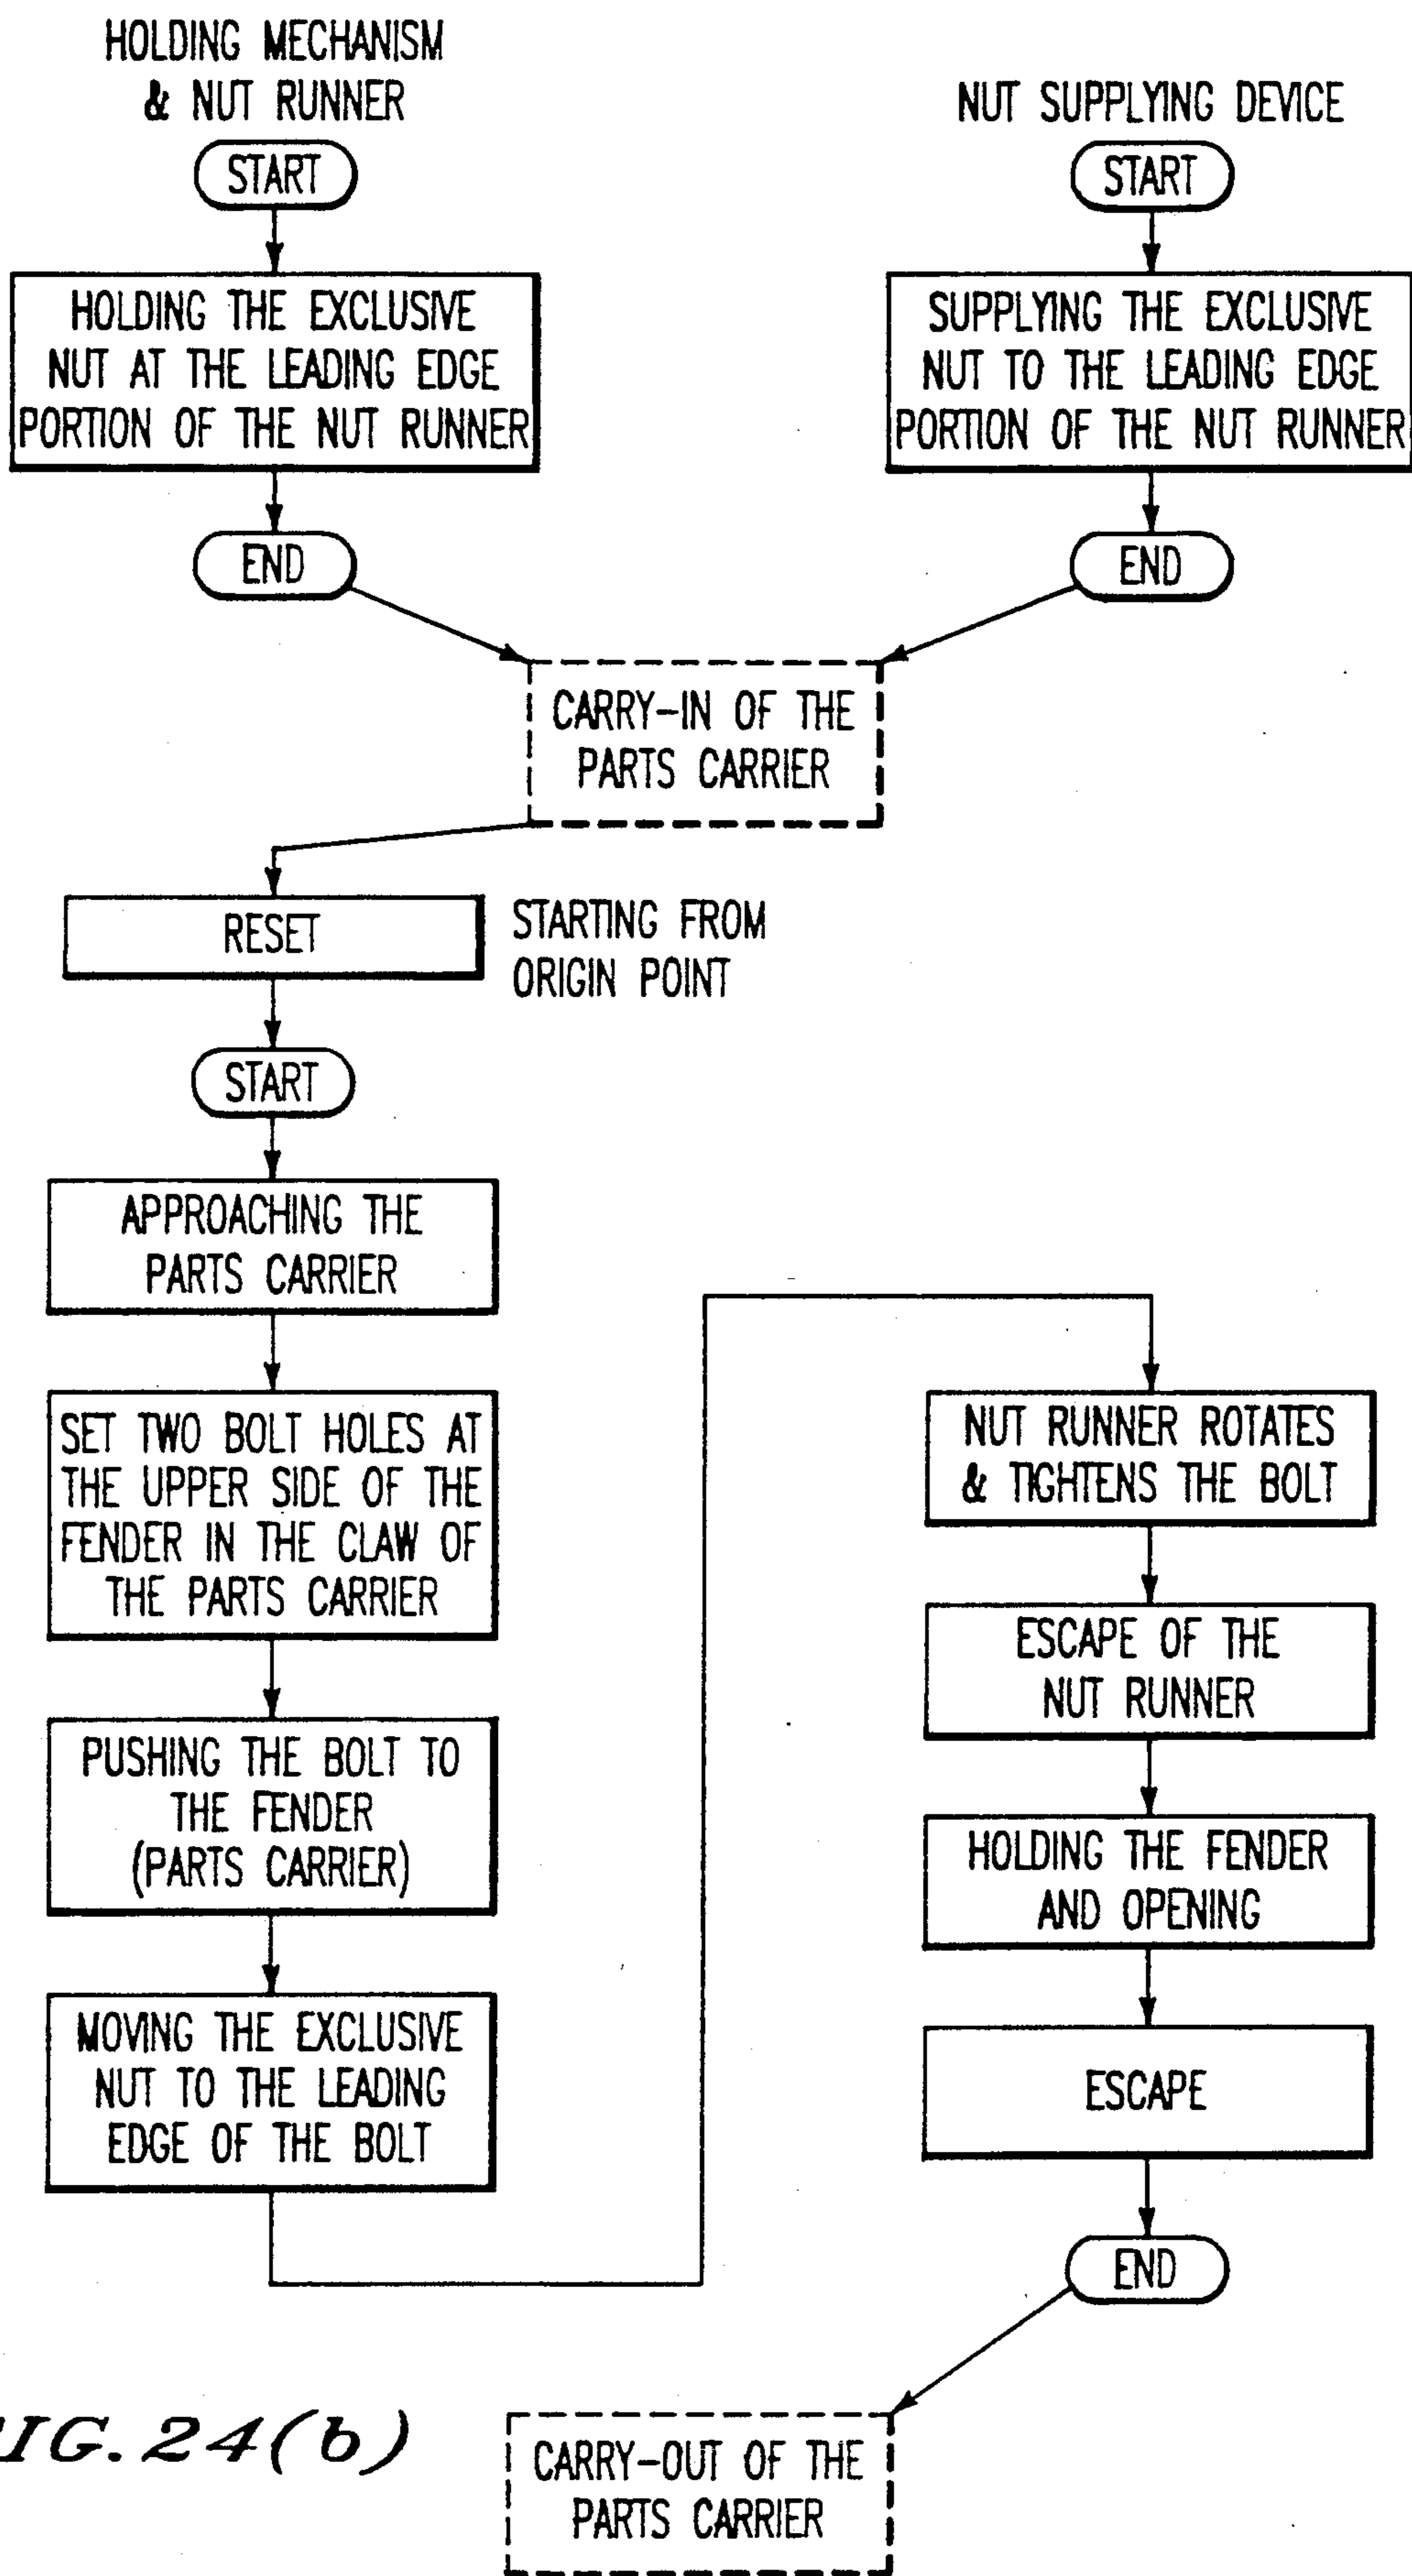 HOLDING MECHANISM
& NUT RUNNER
START
HOLDING THE EXCLUSIVE
NUT AT THE LEADING EDGE
PORTION OF THE NUT RUNNER
END
NUT SUPPLYING DEVICE
START
SUPPLYING THE EXCLUSIVE
NUT TO THE LEADING EDGE
PORTION OF THE NUT RUNNER
END
CARRY-IN OF THE
PARTS CARRIER
RESET
STARTING FROM
ORIGIN POINT
START
APPROACHING THE
PARTS CARRIER
SET TWO BOLT HOLES AT
THE UPPER SIDE OF THE
FENDER IN THE CLAW OF
THE PARTS CARRIER
PUSHING THE BOLT TO
THE FENDER
(PARTS CARRIER)
MOVING THE EXCLUSIVE
NUT TO THE LEADING
EDGE OF THE BOLT
NUT RUNNER ROTATES
& TIGHTENS THE BOLT
ESCAPE OF THE
NUT RUNNER
HOLDING THE FENDER
AND OPENING
ESCAPE
END
CARRY-OUT OF THE
PARTS CARRIER
FIG. 24(b)